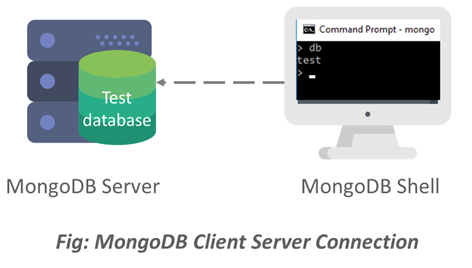 Command Prompt - mongo
> db
test
>
Test
database
MongoDB Server
MongoDB Shell
Fig: MongoDB Client Server Connection